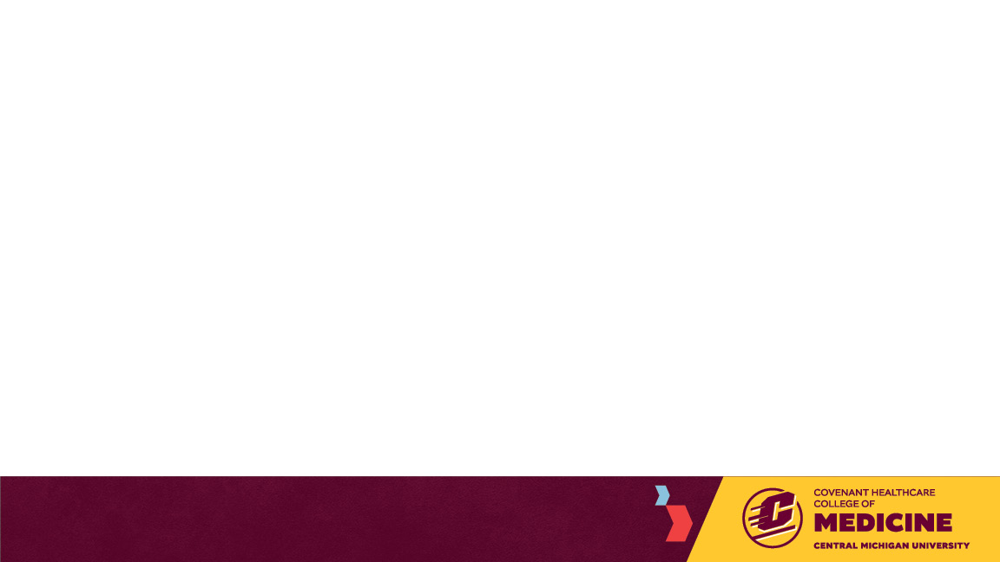 COVENANT HEALTHCARE
COLLEGE OF
MEDICINE
CENTRAL MICHIGAN UNIVERSITY